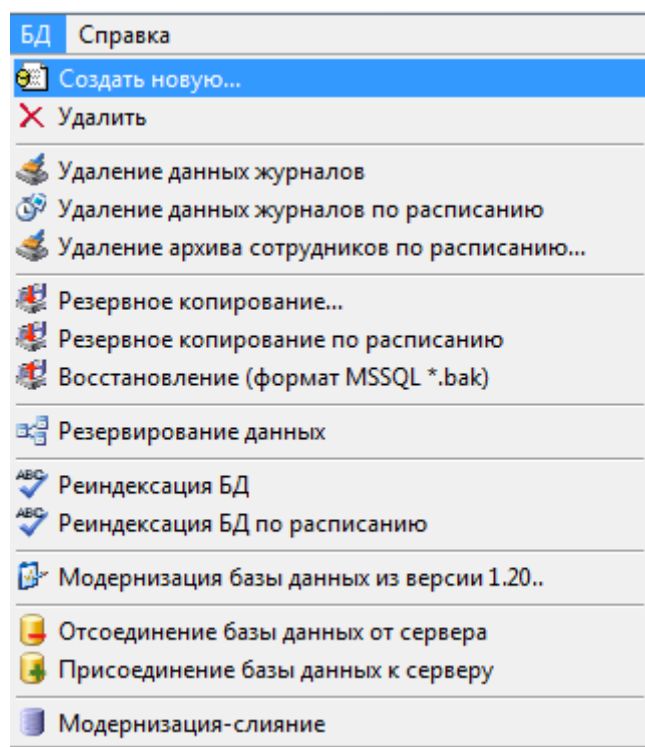 БД Справка
Создать новую...
Удалить
Удаление данных журналов
Удаление данных журналов по расписанию
Удаление архива сотрудников по расписанию...
Резервное копирование...
Резервное копирование по расписанию
Восстановление (формат MSSQL *.bak)
Резервирование данных
ABC Реиндексация БД
ABC Реиндексация БД по расписанию
Модернизация базы данных из версии 1.20..
Отсоединение базы данных от сервера
Присоединение базы данных к серверу
Модернизация-слияние